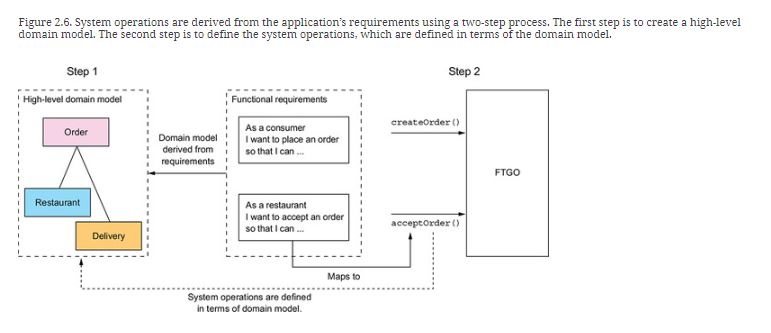 Figure 2.6. System operations are derived from the application's requirements using a two-step process. The first step is to create a high-level
domain model. The second step is to define the system operations, which are defined in terms of the domain model.
Step 1
Step 2
High-level domain model
Functional requirements
Order
Restaurant
Delivery
Domain model
derived from
requirements
As a consumer
I want to place an order
so that I can ...
As a restaurant
I want to accept an order
so that I can ...
createOrder()
acceptOrder()
FTGO
Maps to
System operations are defined
in terms of domain model.